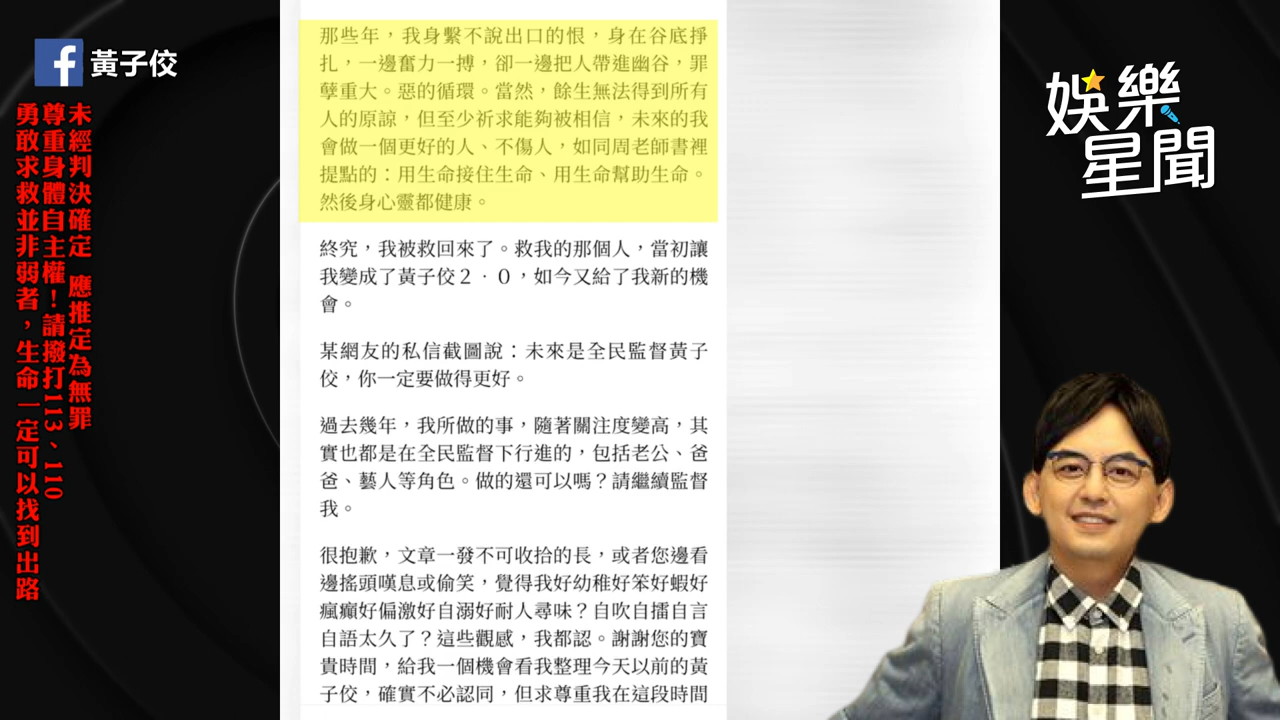 黃子佼
未經判決確定 應推定為無罪
尊重身體自主權！請撥打113、110
勇敢求救並非弱者，生命一定可以找到出路
那些年，我身繫不說出口的恨，身在谷底掙
扎，一邊奮力一搏，卻一邊把人帶進幽谷，罪
孽重大。惡的循環。當然，餘生無法得到所有
人的原諒，但至少祈求能夠被相信，未來的我
會做一個更好的人、不傷人，如同周老師書裡
提點的：用生命接住生命、用生命幫助生命。
然後身心靈都健康。
終究，我被救回來了。救我的那個人，當初讓
我變成了黃子佼２．０，如今又給了我新的機
會。
某網友的私信截圖說：未來是全民監督黃子
佼，你一定要做得更好。
過去幾年，我所做的事，隨著關注度變高，其
實也都是在全民監督下行進的，包括老公、爸
爸、藝人等角色。做的還可以嗎？請繼續監督
我。
很抱歉，文章一發不可收拾的長，或者您邊看
邊搖頭嘆息或偷笑，覺得我好幼稚好笨好蝦好
瘋癲好偏激好自溺好耐人尋味？自吹自擂自言
自語太久了？這些觀感，我都認。謝謝您的寶
貴時間，給我一個機會看我整理今天以前的黃
子佼，確實不必認同，但求尊重我在這段時間
娛樂
星聞